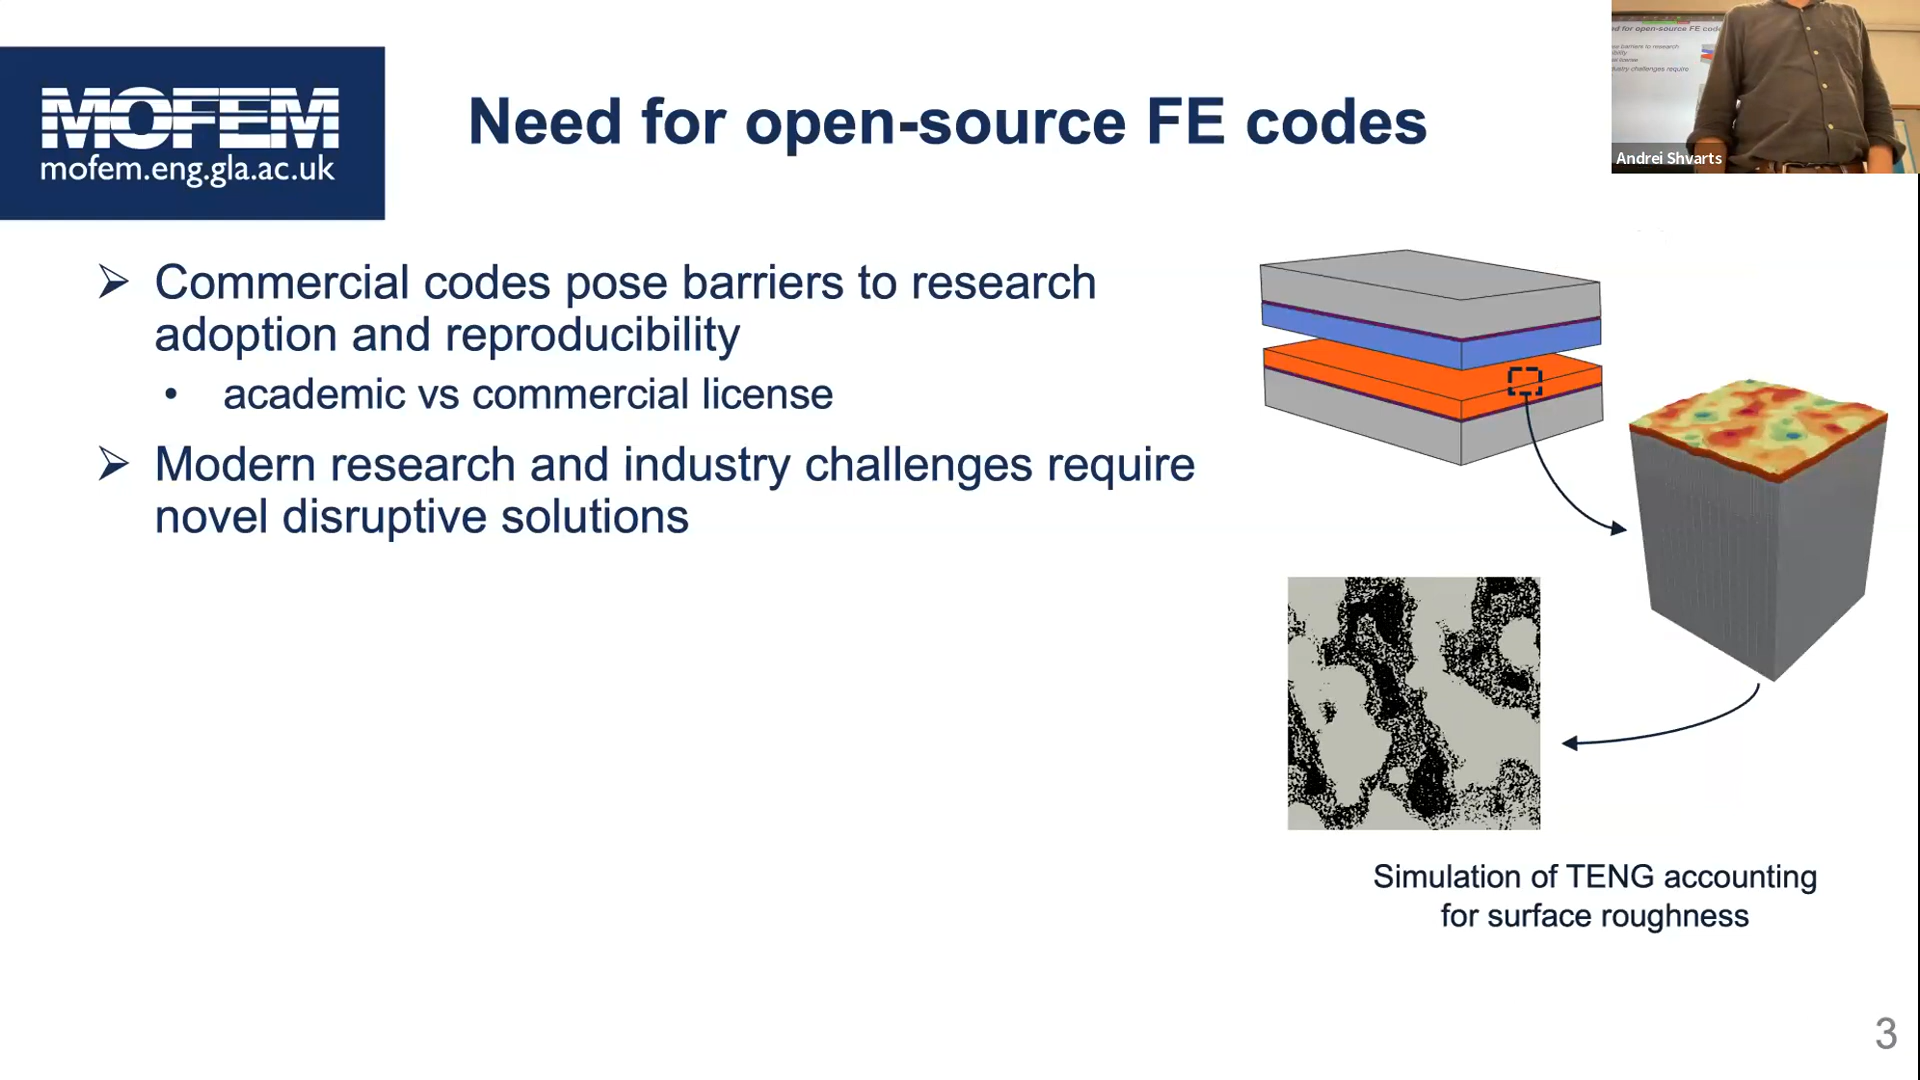 MOFEM
mofem.eng.gla.ac.uk
Need for open-source FE codes
Andrei Shvarts
➢ Commercial codes pose barriers to research
adoption and reproducibility
• academic vs commercial license
➢ Modern research and industry challenges require
novel disruptive solutions
Simulation of TENG accounting
for surface roughness
3